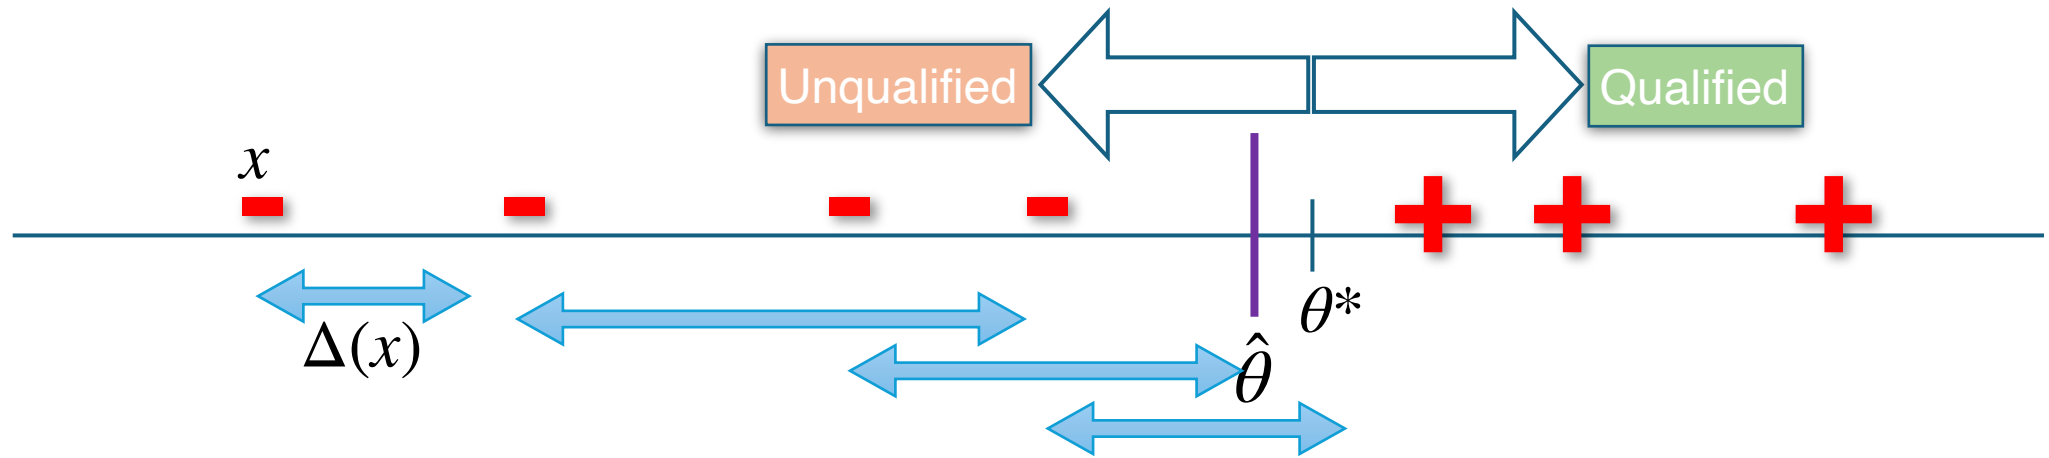 Unqualified
Qualified
x
θ*
Δ(x)
θ̂